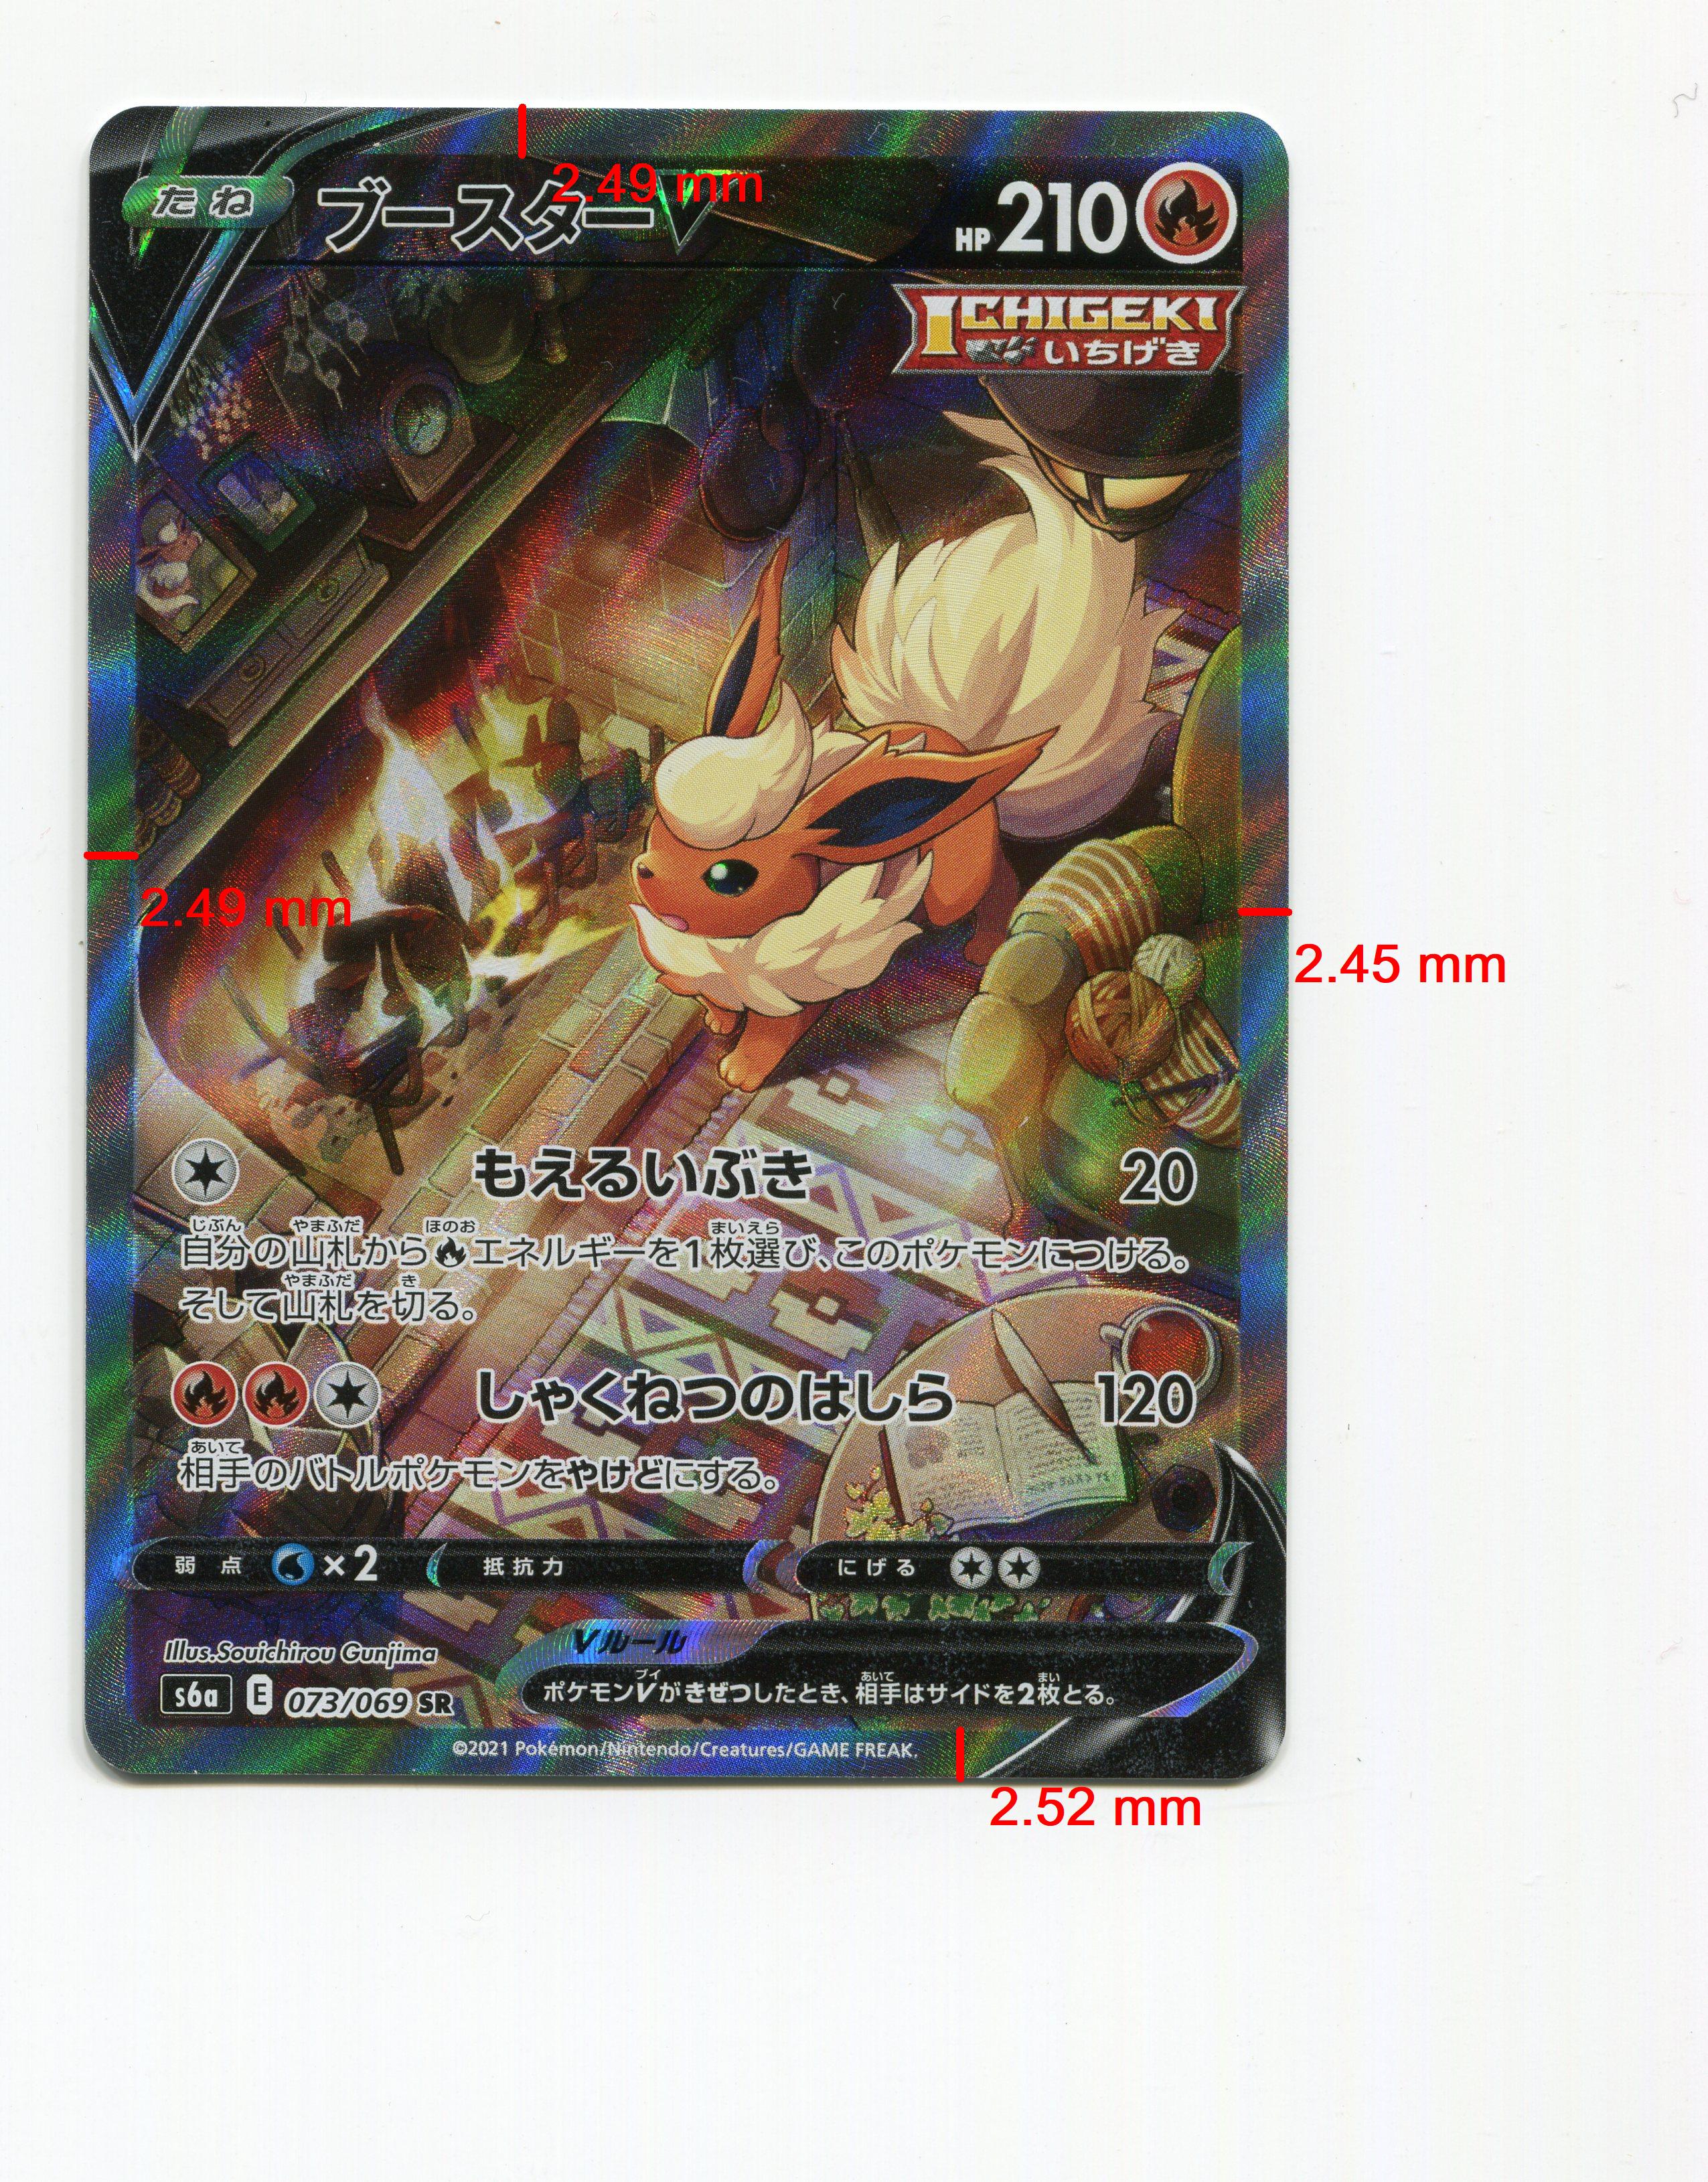 たね ブースターV HP 210
2.49 mm
ICHIGEKI
いちげき
2.49 mm
2.45 mm
もえるいぶき 20
じぶん やまふだ ほのお まいえら
自分の山札からエネルギーを1枚選び、このポケモンにつける。
やまふだ き
そして山札を切る。
しゃくねつのはしら 120
あいて
相手のバトルポケモンをやけどにする。
弱点 ×2 抵抗力 にげる
Vルール
Illus.Souichirou Gunjima
ブイ あいて まい
ポケモンVがきぜつしたとき、相手はサイドを2枚とる。
s6a E 073/069 SR
©2021 Pokémon/Nintendo/Creatures/GAME FREAK.
2.52 mm